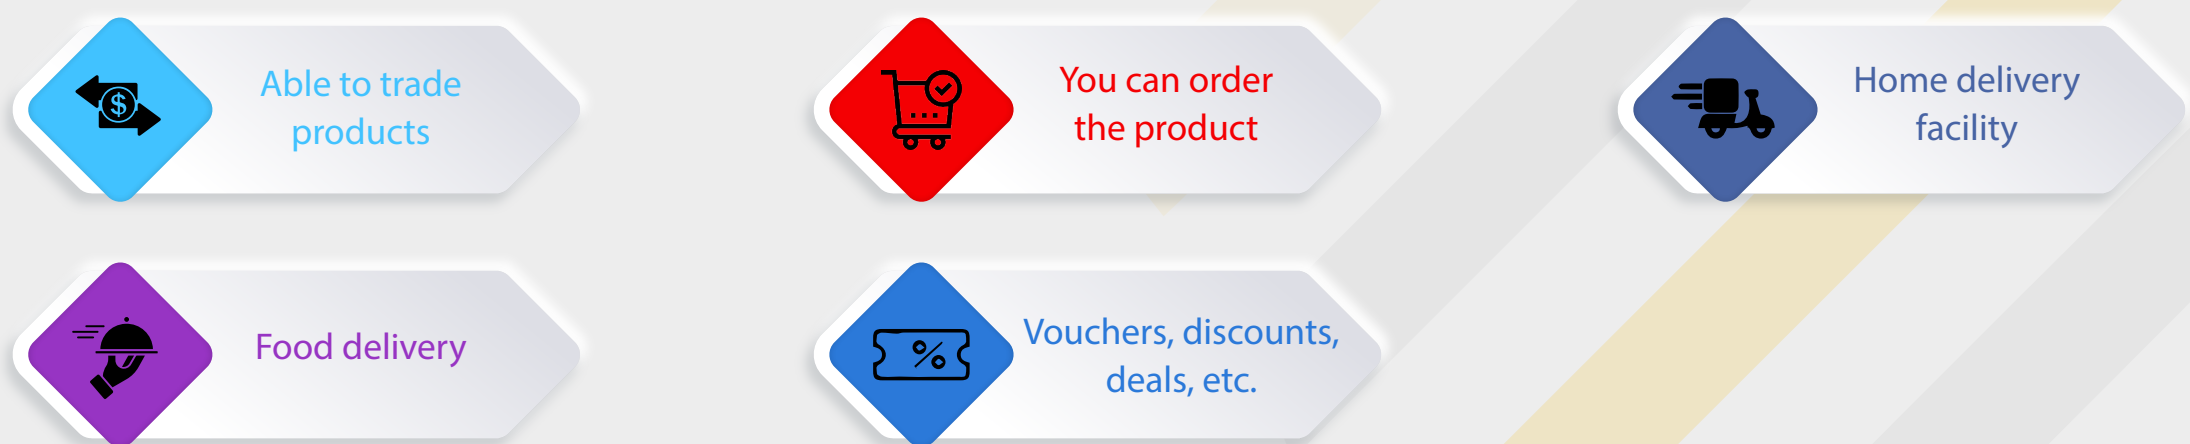 Able to trade
products
You can order
the product
Home delivery
facility
Food delivery
Vouchers, discounts,
deals, etc.